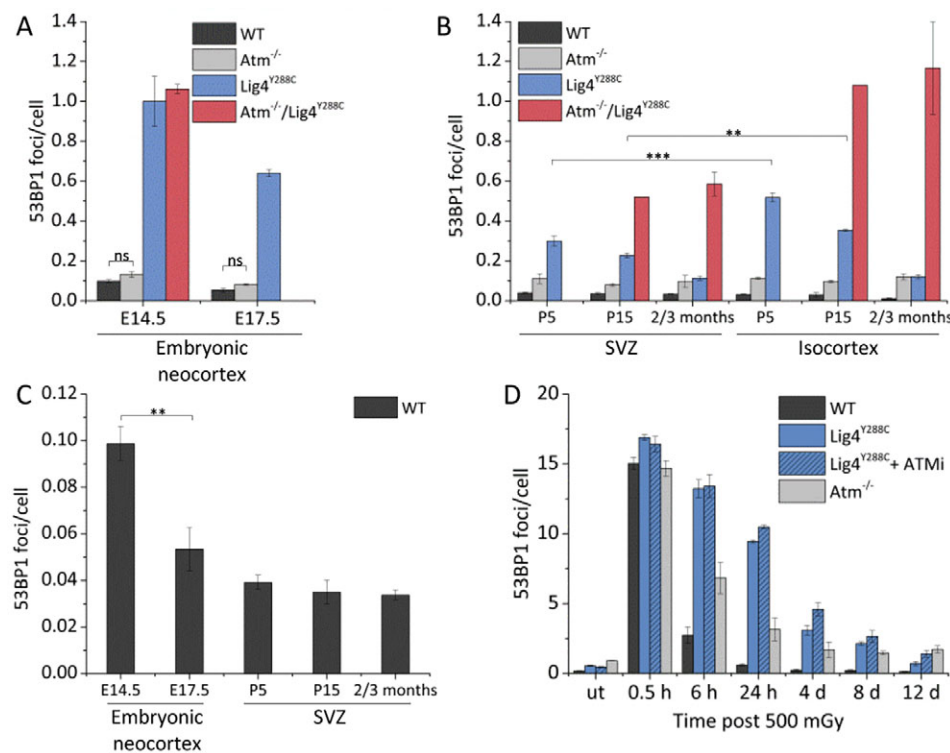 A
WT
Atm-/-
Lig4Y288C
Atm-/-/Lig4Y288C
1.4
1.2
1.0
0.8
0.6
0.4
0.2
0.0
53BP1 foci/cell
ns
ns
E14.5 E17.5
Embryonic
neocortex
B
WT
Atm-/-
Lig4Y288C
Atm-/-/Lig4Y288C
1.4
1.2
1.0
0.8
0.6
0.4
0.2
0.0
53BP1 foci/cell
**
***
P5 P15 2/3 months P5 P15 2/3 months
SVZ Isocortex
C
WT
0.12
0.10
0.08
0.06
0.04
0.02
0.00
53BP1 foci/cell
**
E14.5 E17.5 P5 P15 2/3 months
Embryonic SVZ
neocortex
D
WT
Lig4Y288C
Lig4Y288C + ATMi
Atm-/-
20
15
10
5
0
53BP1 foci/cell
ut 0.5 h 6 h 24 h 4 d 8 d 12 d
Time post 500 mGy